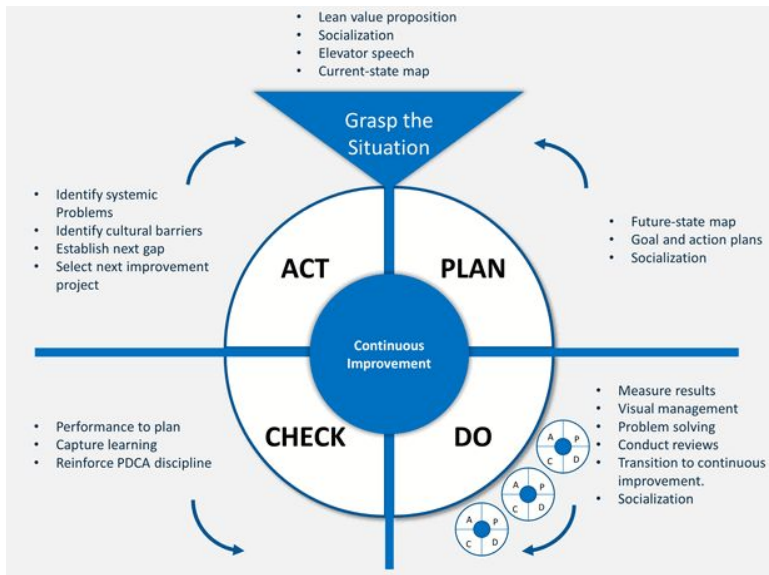 • Lean value proposition
• Socialization
• Elevator speech
• Current-state map
Grasp the
Situation
• Identify systemic
Problems
• Identify cultural barriers
• Establish next gap
• Select next improvement
project
• Future-state map
• Goal and action plans
• Socialization
ACT
PLAN
Continuous
Improvement
CHECK
DO
• Performance to plan
• Capture learning
• Reinforce PDCA discipline
• Measure results
• Visual management
• Problem solving
• Conduct reviews
• Transition to continuous
improvement.
• Socialization
A P
C D
A P
C D
A P
C D